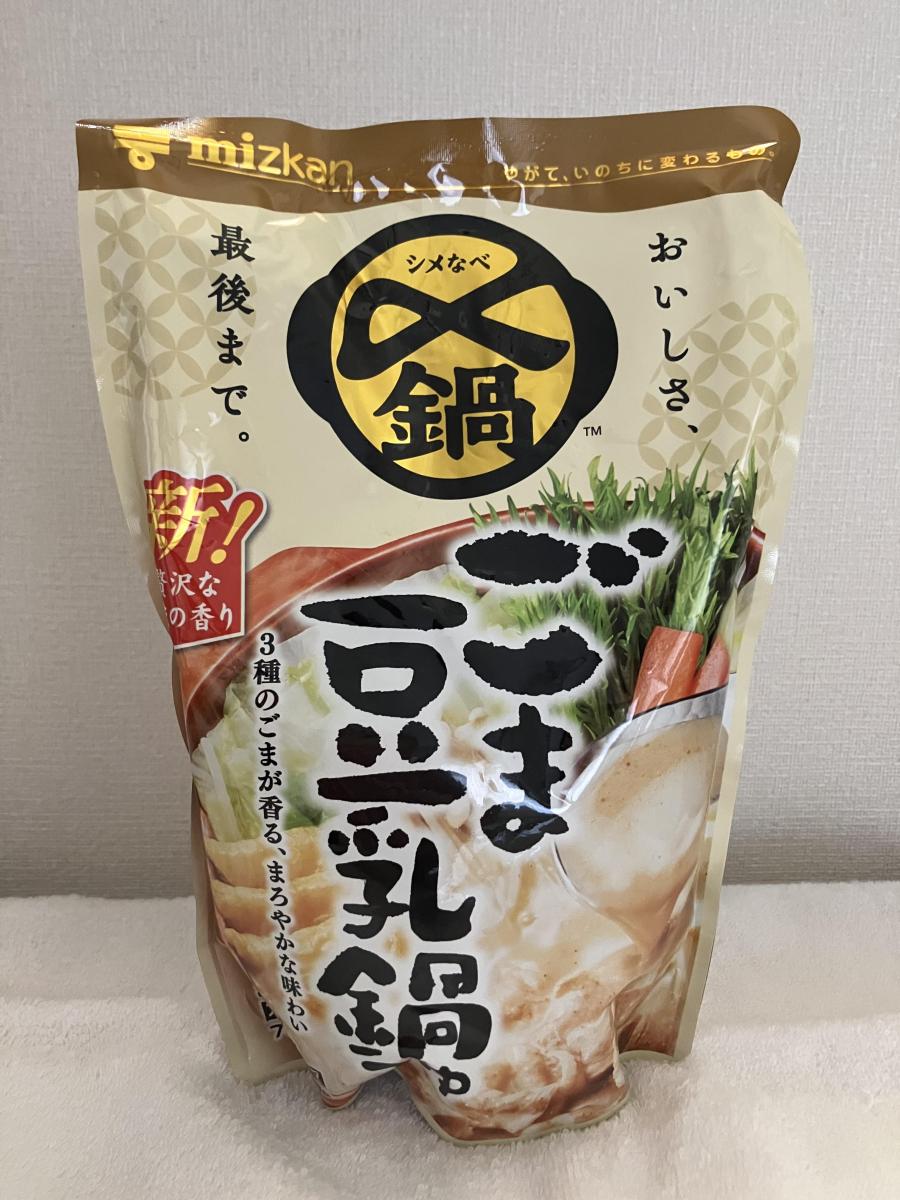 mizkan
やがて、いのちに変わるもの。
おいしさ、
最後まで。
シメなべ
〆
鍋
TM
新!
贅沢な
の香り
ごま
豆乳鍋
3種のごまが香る、まろやかな味わい